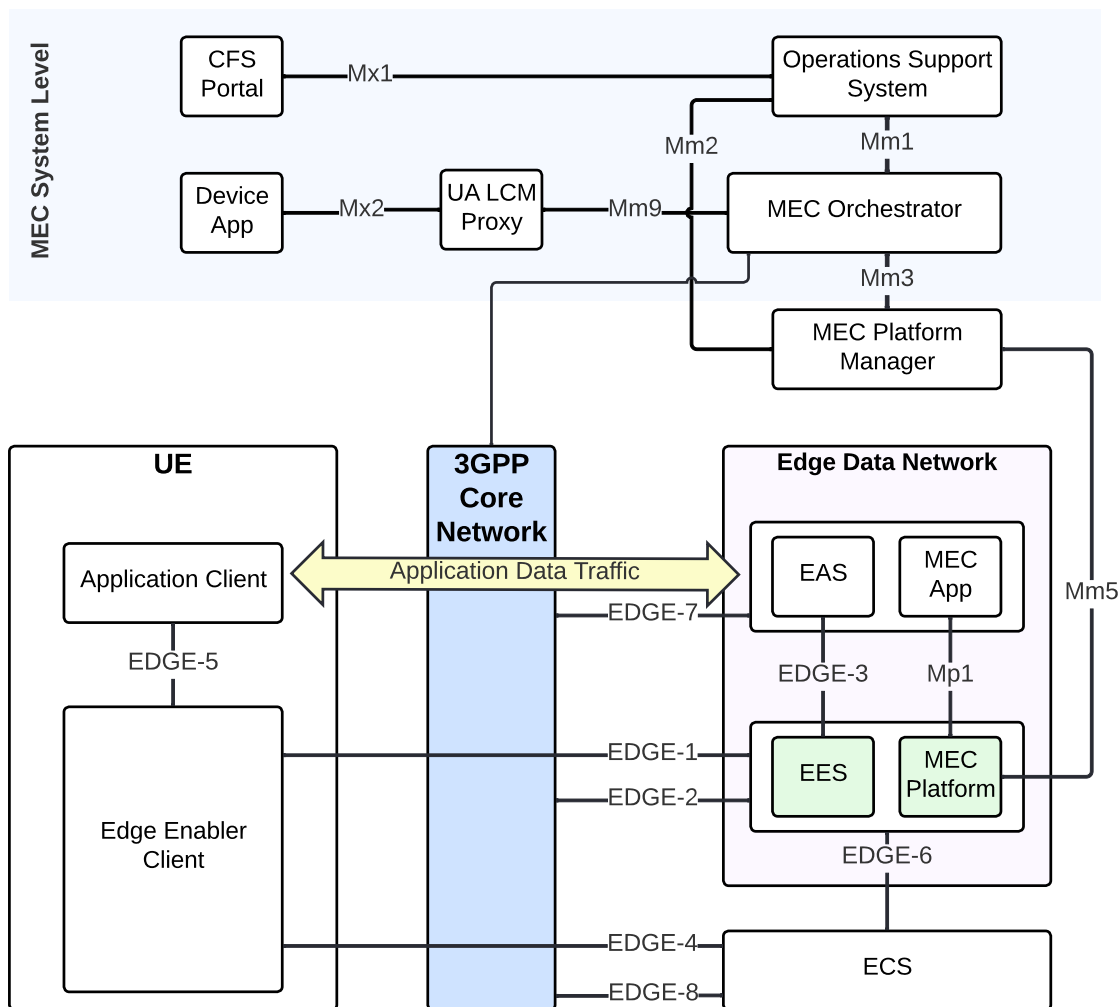 MEC System Level
CFS
Portal
Mx1
Operations Support
System
Mm2
Mm1
Device
App
Mx2
UA LCM
Proxy
Mm9
MEC Orchestrator
Mm3
MEC Platform
Manager
UE
3GPP
Core
Network
Edge Data Network
Application Client
Application Data Traffic
EAS
MEC
App
Mm5
EDGE-7
EDGE-5
EDGE-3
Mp1
EDGE-1
EES
MEC
Platform
EDGE-2
Edge Enabler
Client
EDGE-6
EDGE-4
ECS
EDGE-8